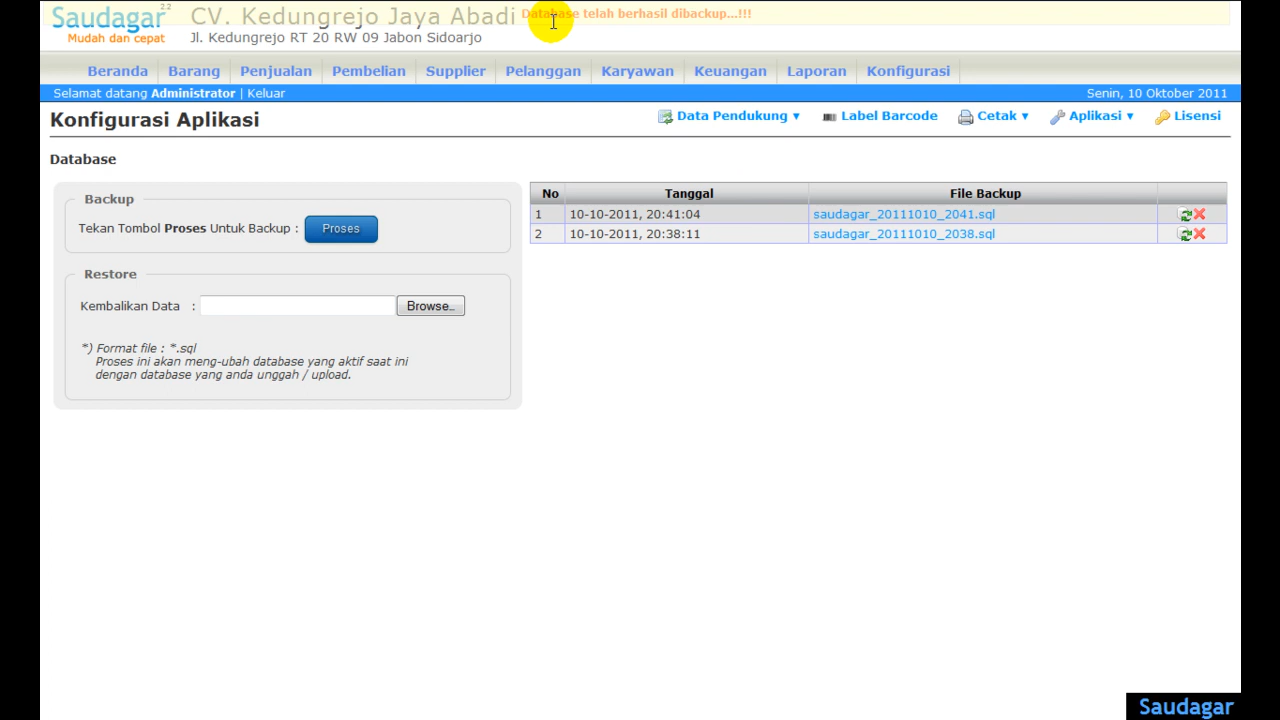 Saudagar 2.2
Mudah dan cepat
CV. Kedungrejo Jaya Abadi
Jl. Kedungrejo RT 20 RW 09 Jabon Sidoarjo
Database telah berhasil dibackup...!!!
Beranda Barang Penjualan Pembelian Supplier Pelanggan Karyawan Keuangan Laporan Konfigurasi
Selamat datang Administrator | Keluar Senin, 10 Oktober 2011
Konfigurasi Aplikasi Data Pendukung ▼ Label Barcode Cetak ▼ Aplikasi ▼ Lisensi
Database
Backup
Tekan Tombol Proses Untuk Backup : Proses
Restore
Kembalikan Data : Browse..
*) Format file : *.sql
Proses ini akan meng-ubah database yang aktif saat ini
dengan database yang anda unggah / upload.
No Tanggal File Backup
1 10-10-2011, 20:41:04 saudagar_20111010_2041.sql
2 10-10-2011, 20:38:11 saudagar_20111010_2038.sql
Saudagar